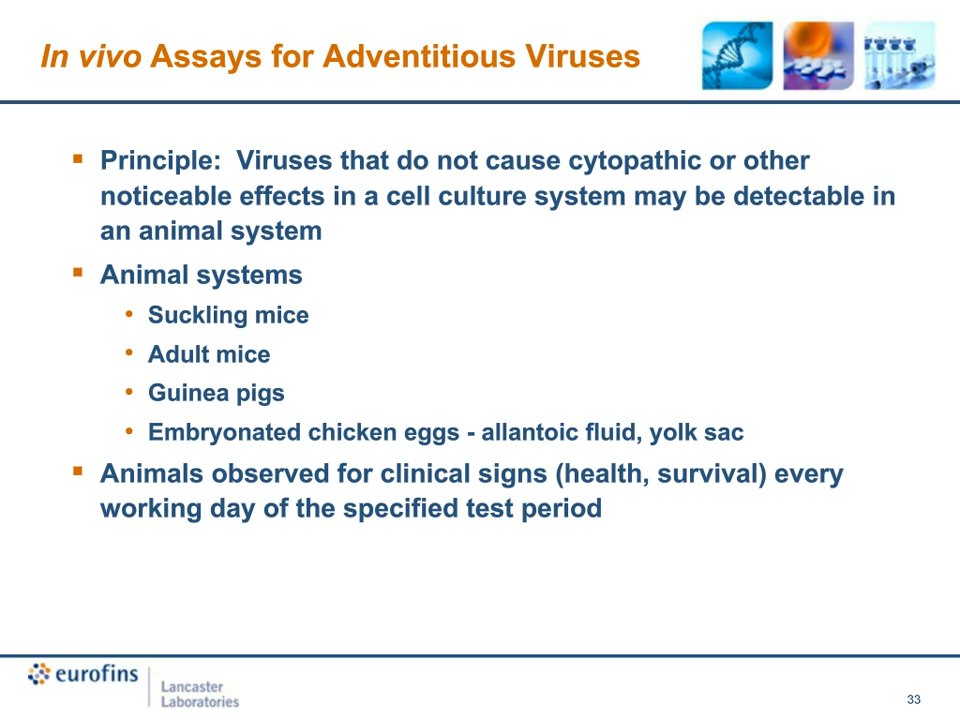 In vivo Assays for Adventitious Viruses
▪ Principle:  Viruses that do not cause cytopathic or other
noticeable effects in a cell culture system may be detectable in
an animal system
▪ Animal systems
• Suckling mice
• Adult mice
• Guinea pigs
• Embryonated chicken eggs - allantoic fluid, yolk sac
▪ Animals observed for clinical signs (health, survival) every
working day of the specified test period
eurofins
Lancaster
Laboratories
33